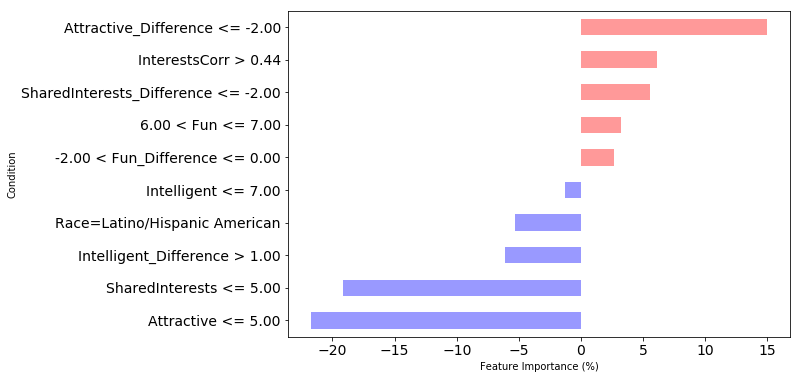 Attractive_Difference <= -2.00
InterestsCorr > 0.44
SharedInterests_Difference <= -2.00
6.00 < Fun <= 7.00
-2.00 < Fun_Difference <= 0.00
Intelligent <= 7.00
Race=Latino/Hispanic American
Intelligent_Difference > 1.00
SharedInterests <= 5.00
Attractive <= 5.00
Condition
−20 −15 −10 −5 0 5 10 15
Feature Importance (%)